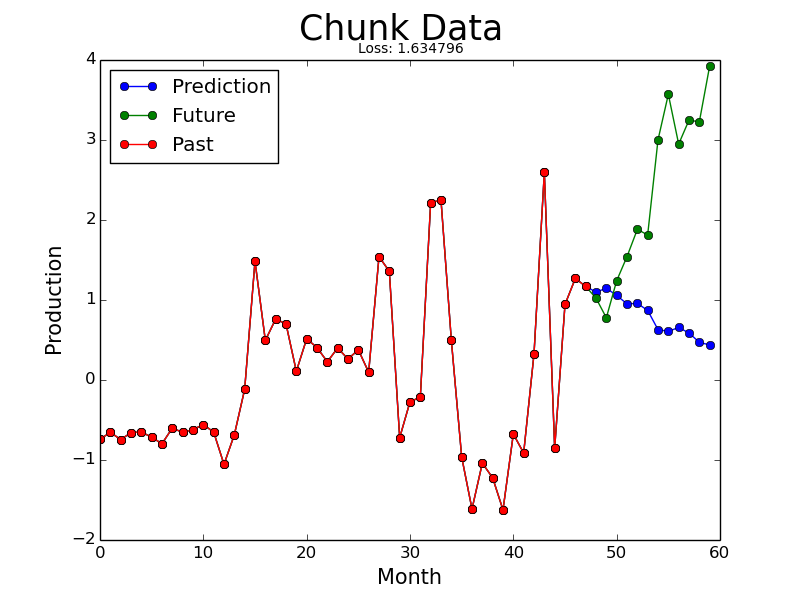 Chunk Data
Loss: 1.634796
Prediction
Future
Past
4
3
2
1
0
−1
−2
Production
0 10 20 30 40 50 60
Month